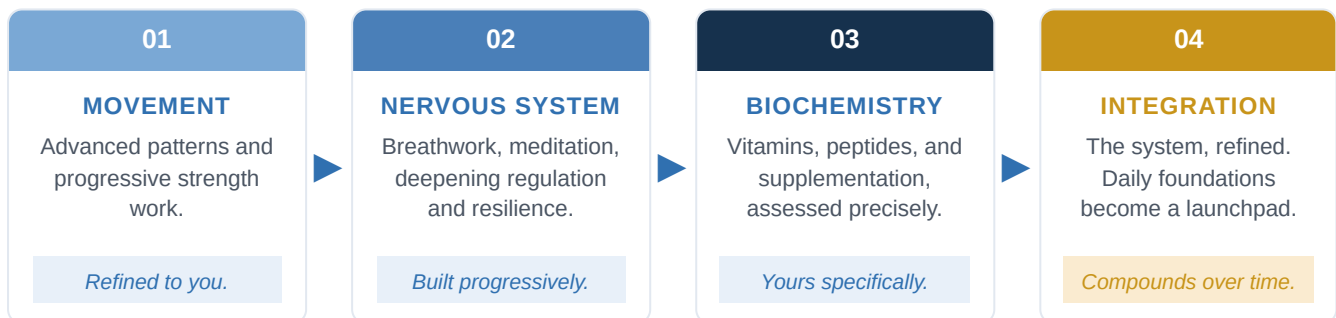 01
MOVEMENT
Advanced patterns and
progressive strength
work.
Refined to you.
02
NERVOUS SYSTEM
Breathwork, meditation,
deepening regulation
and resilience.
Built progressively.
03
BIOCHEMISTRY
Vitamins, peptides, and
supplementation,
assessed precisely.
Yours specifically.
04
INTEGRATION
The system, refined.
Daily foundations
become a launchpad.
Compounds over time.